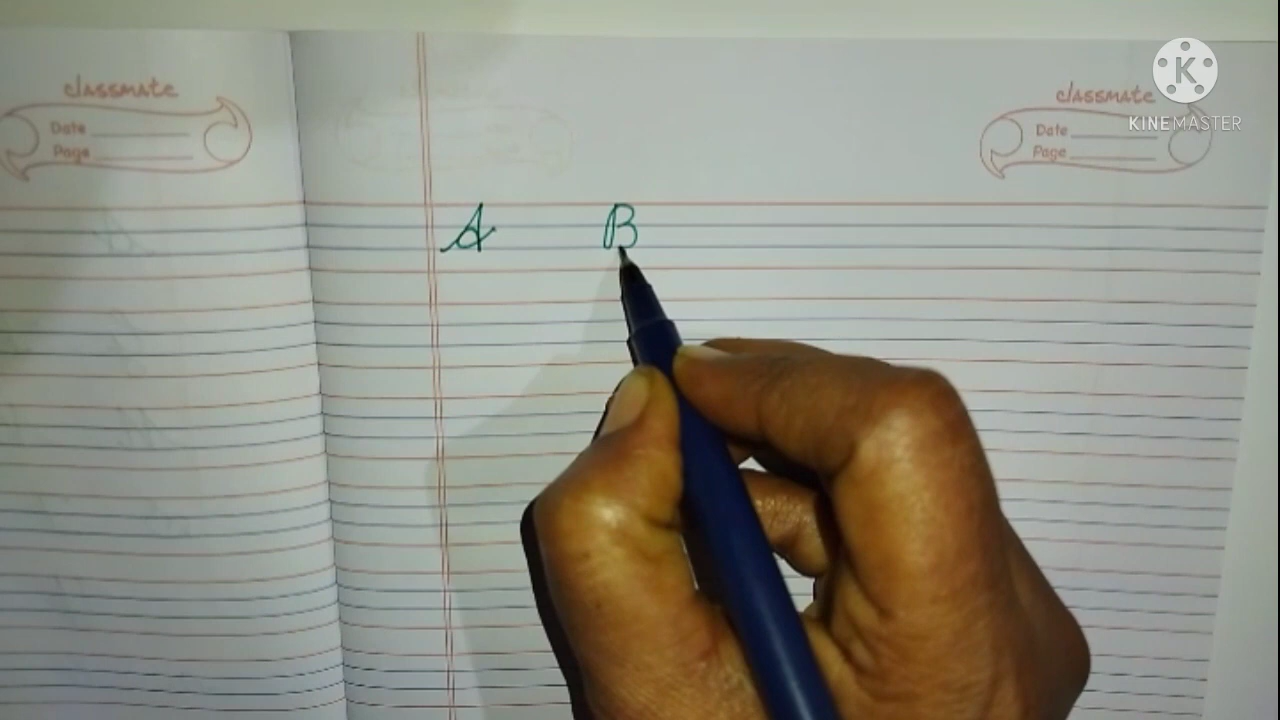 classmate
Date
Page
classmate
Date
Page
KINEMASTER
A B